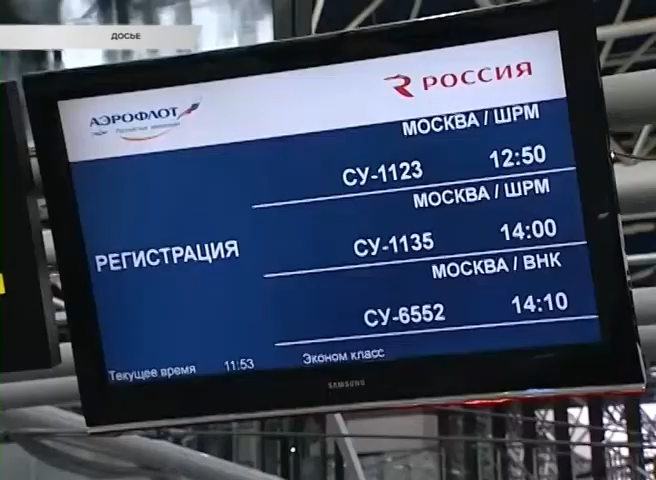 ДОСЬЕ
АЭРОФЛОТ
РОССИЯ
МОСКВА / ШРМ
СУ-1123 12:50
МОСКВА / ШРМ
РЕГИСТРАЦИЯ СУ-1135 14:00
МОСКВА / ВНК
СУ-6552 14:10
Текущее время 11:53 Эконом класс
SAMSUNG